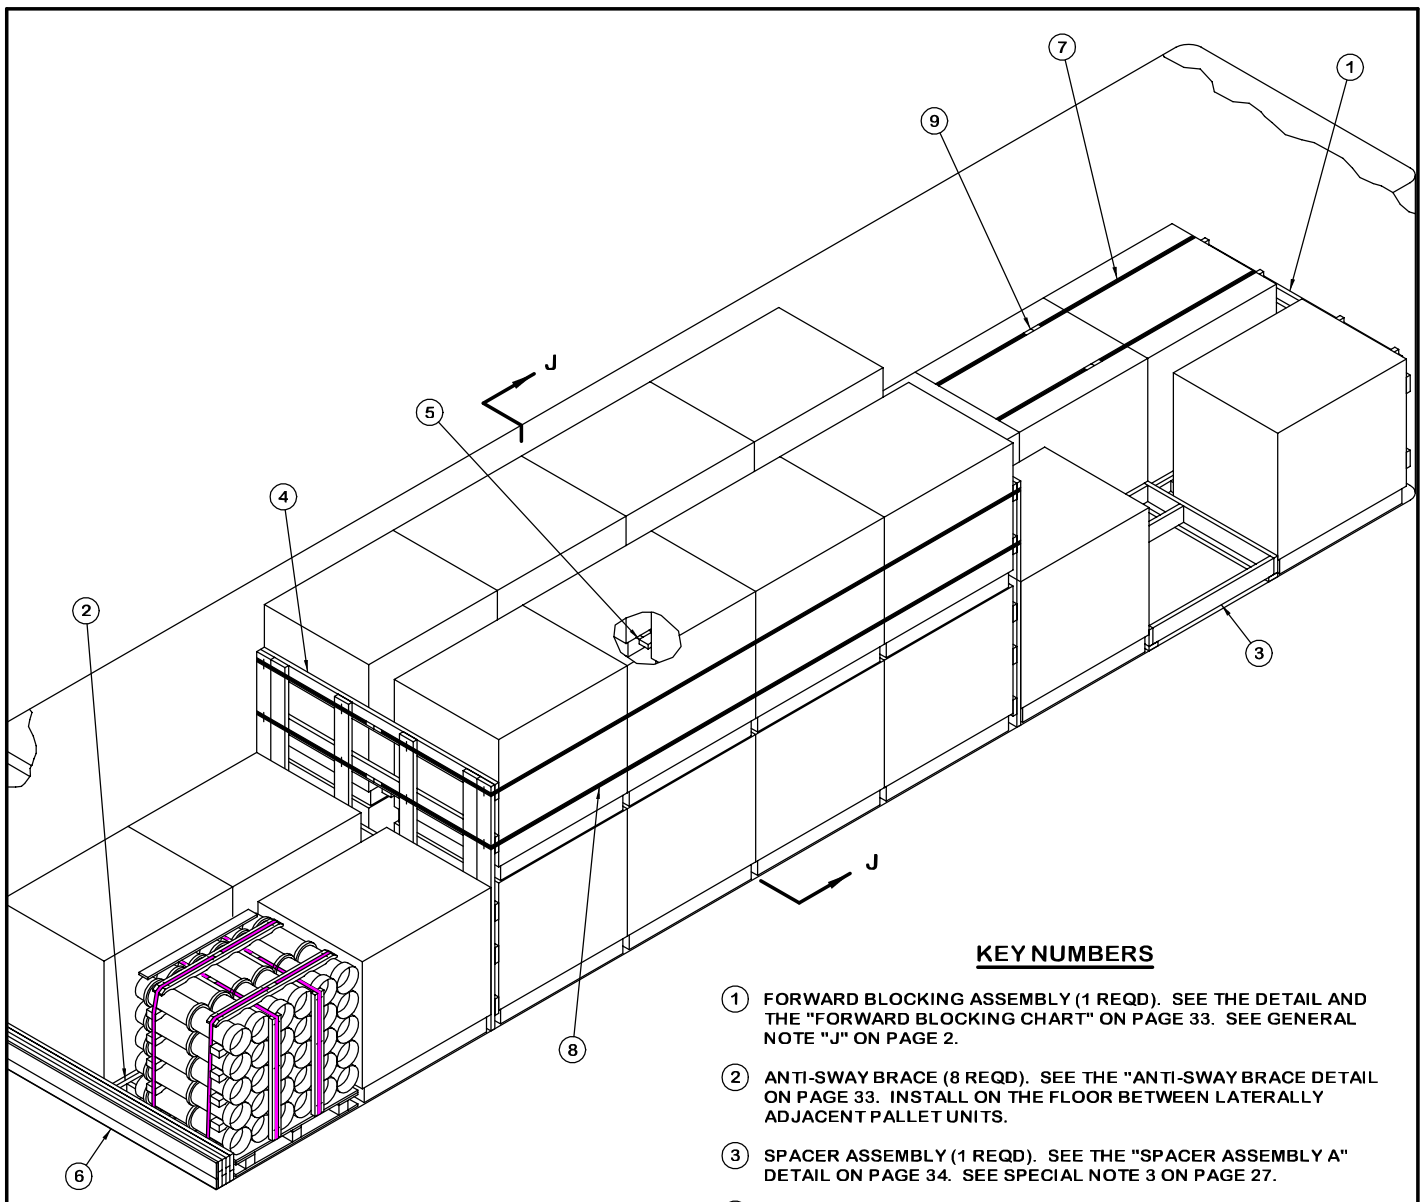 7
1
9
J
5
4
2
3
J
8
6
KEY NUMBERS
1 FORWARD BLOCKING ASSEMBLY (1 REQD). SEE THE DETAIL AND
THE "FORWARD BLOCKING CHART" ON PAGE 33. SEE GENERAL
NOTE "J" ON PAGE 2.
2 ANTI-SWAY BRACE (8 REQD). SEE THE "ANTI-SWAY BRACE DETAIL
ON PAGE 33. INSTALL ON THE FLOOR BETWEEN LATERALLY
ADJACENT PALLET UNITS.
3 SPACER ASSEMBLY (1 REQD). SEE THE "SPACER ASSEMBLY A"
DETAIL ON PAGE 34. SEE SPECIAL NOTE 3 ON PAGE 27.